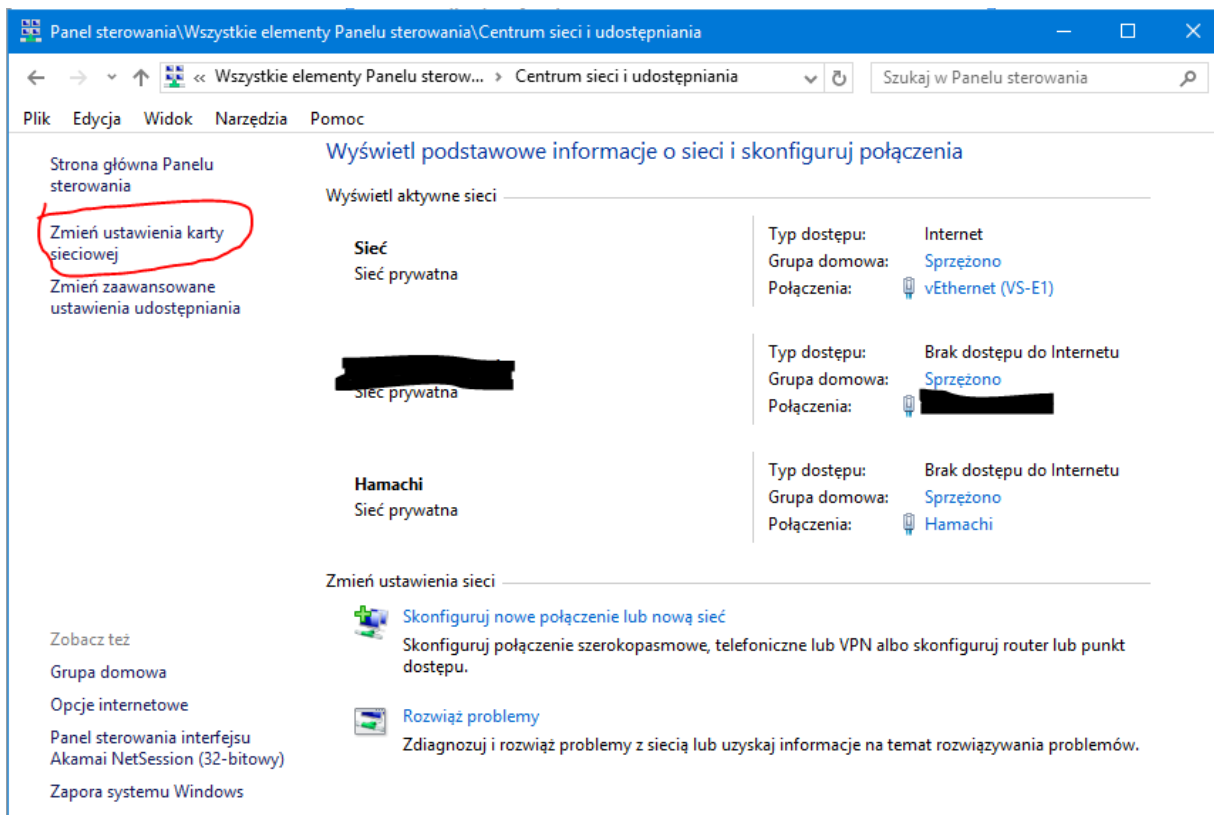 Panel sterowania\Wszystkie elementy Panelu sterowania\Centrum sieci i udostępniania
« Wszystkie elementy Panelu sterow... › Centrum sieci i udostępniania
Szukaj w Panelu sterowania
Plik Edycja Widok Narzędzia Pomoc
Strona główna Panelu
sterowania
Zmień ustawienia karty
sieciowej
Zmień zaawansowane
ustawienia udostępniania
Wyświetl podstawowe informacje o sieci i skonfiguruj połączenia
Wyświetl aktywne sieci
Sieć
Sieć prywatna
Typ dostępu: Internet
Grupa domowa: Sprzężono
Połączenia: vEthernet (VS-E1)
Sieć prywatna
Typ dostępu: Brak dostępu do Internetu
Grupa domowa: Sprzężono
Połączenia:
Hamachi
Sieć prywatna
Typ dostępu: Brak dostępu do Internetu
Grupa domowa: Sprzężono
Połączenia: Hamachi
Zmień ustawienia sieci
Skonfiguruj nowe połączenie lub nową sieć
Skonfiguruj połączenie szerokopasmowe, telefoniczne lub VPN albo skonfiguruj router lub punkt
dostępu.
Rozwiąż problemy
Zdiagnozuj i rozwiąż problemy z siecią lub uzyskaj informacje na temat rozwiązywania problemów.
Zobacz też
Grupa domowa
Opcje internetowe
Panel sterowania interfejsu
Akamai NetSession (32-bitowy)
Zapora systemu Windows